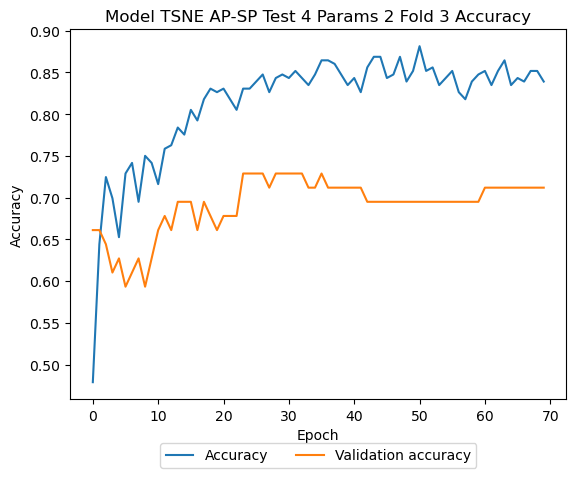 Model TSNE AP-SP Test 4 Params 2 Fold 3 Accuracy
0.90
0.85
0.80
0.75
0.70
0.65
0.60
0.55
0.50
Accuracy
0 10 20 30 40 50 60 70
Epoch
Accuracy Validation accuracy